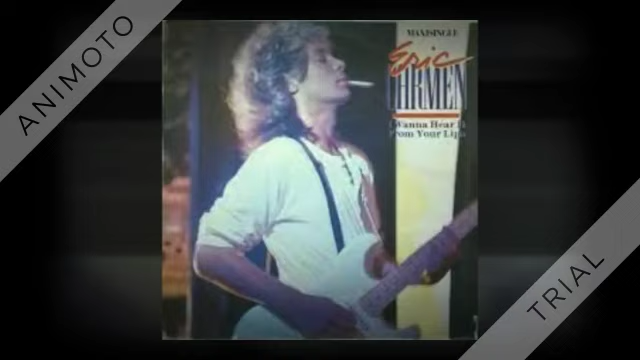 ANIMOTO
MAXISINGLE
Eric
CARMEN
I Wanna Hear It
From Your Lips
TRIAL